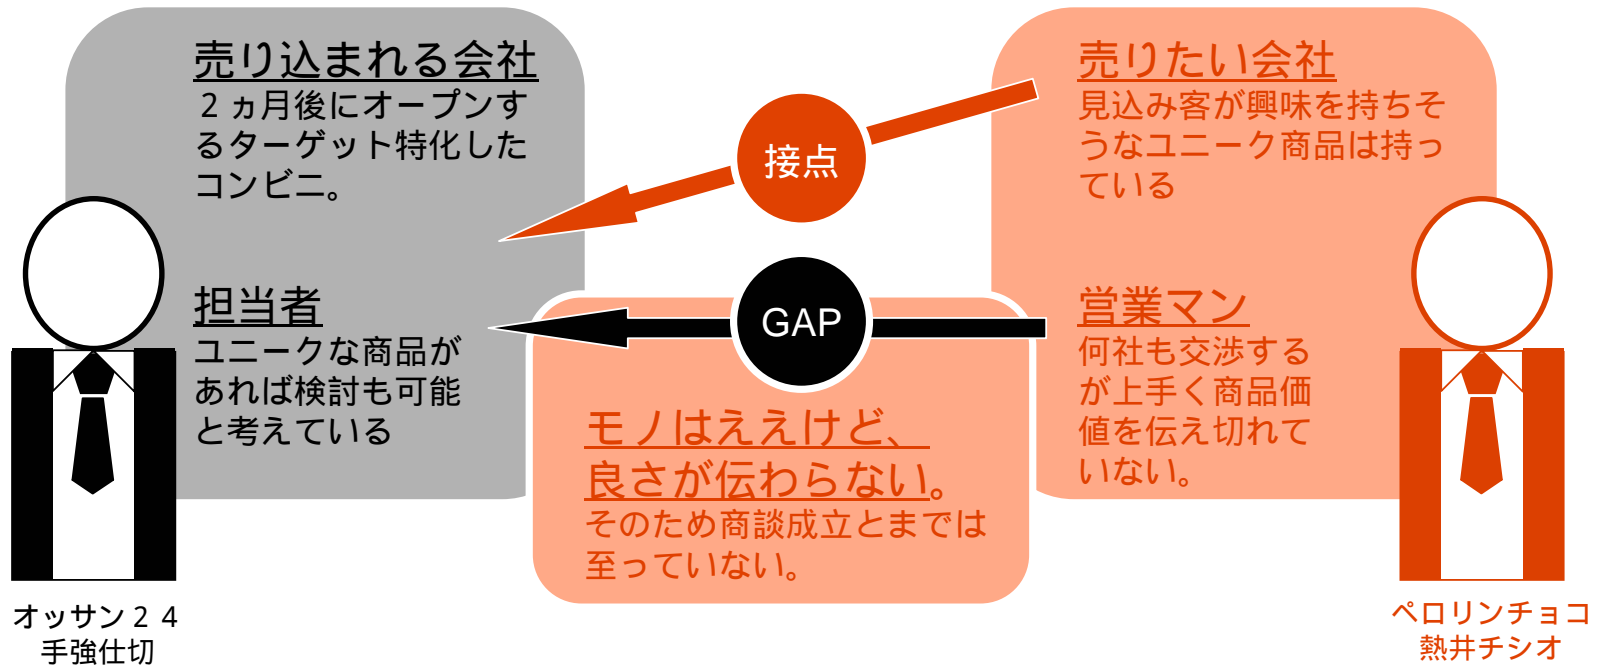 売り込まれる会社
２ヵ月後にオープンす
るターゲット特化した
コンビニ。
担当者
ユニークな商品が
あれば検討も可能
と考えている
オッサン２４
手強仕切
接点
GAP
モノはええけど、
良さが伝わらない。
そのため商談成立とまでは
至っていない。
売りたい会社
見込み客が興味を持ちそ
うなユニーク商品は持っ
ている
営業マン
何社も交渉する
が上手く商品価
値を伝え切れて
いない。
ペロリンチョコ
熱井チシオ